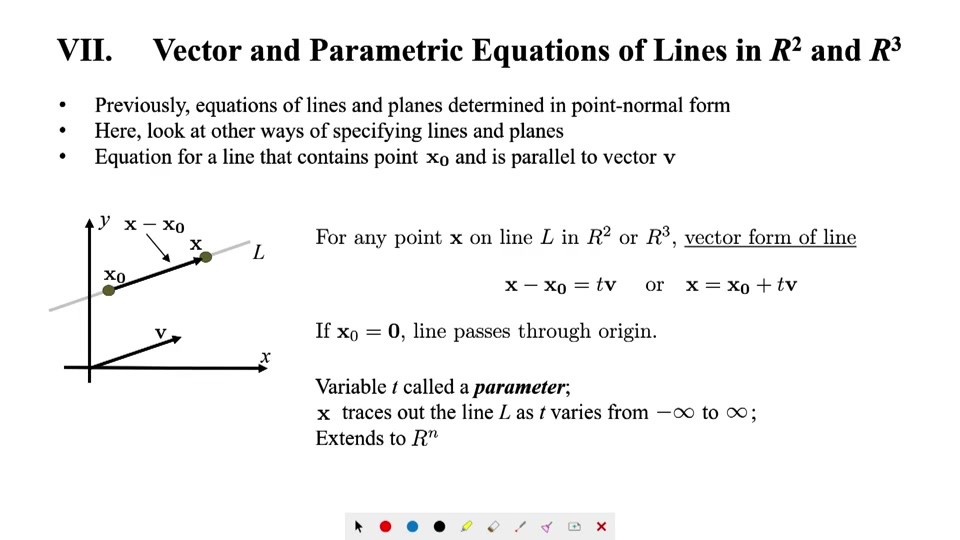 VII. Vector and Parametric Equations of Lines in R² and R³
• Previously, equations of lines and planes determined in point-normal form
• Here, look at other ways of specifying lines and planes
• Equation for a line that contains point x₀ and is parallel to vector v
y
x − x₀
x
L
x₀
v
x
For any point x on line L in R² or R³, vector form of line
x − x₀ = tv or x = x₀ + tv
If x₀ = 0, line passes through origin.
Variable t called a parameter;
x traces out the line L as t varies from −∞ to ∞;
Extends to Rⁿ